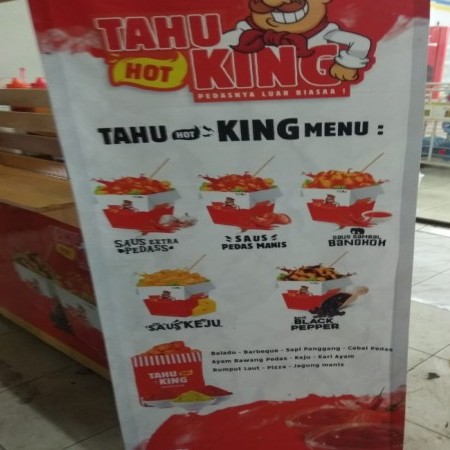 TAHU
HOT KING
PEDASNYA LUAR BIASAA !
TAHU HOT KING MENU :
SAUS EXTRA
PEDASS
SAUS
PEDAS MANIS
SAUS SAMBAL
BANGKOK
SAUS KEJU
SAUS
BLACK
PEPPER
Balado - Barbeque - Sapi Panggang - Cabai Pedas
Ayam Bawang Pedas - Keju - Kari Ayam
Rumput Laut - Pizza - Jagung manis
TAHU
KING